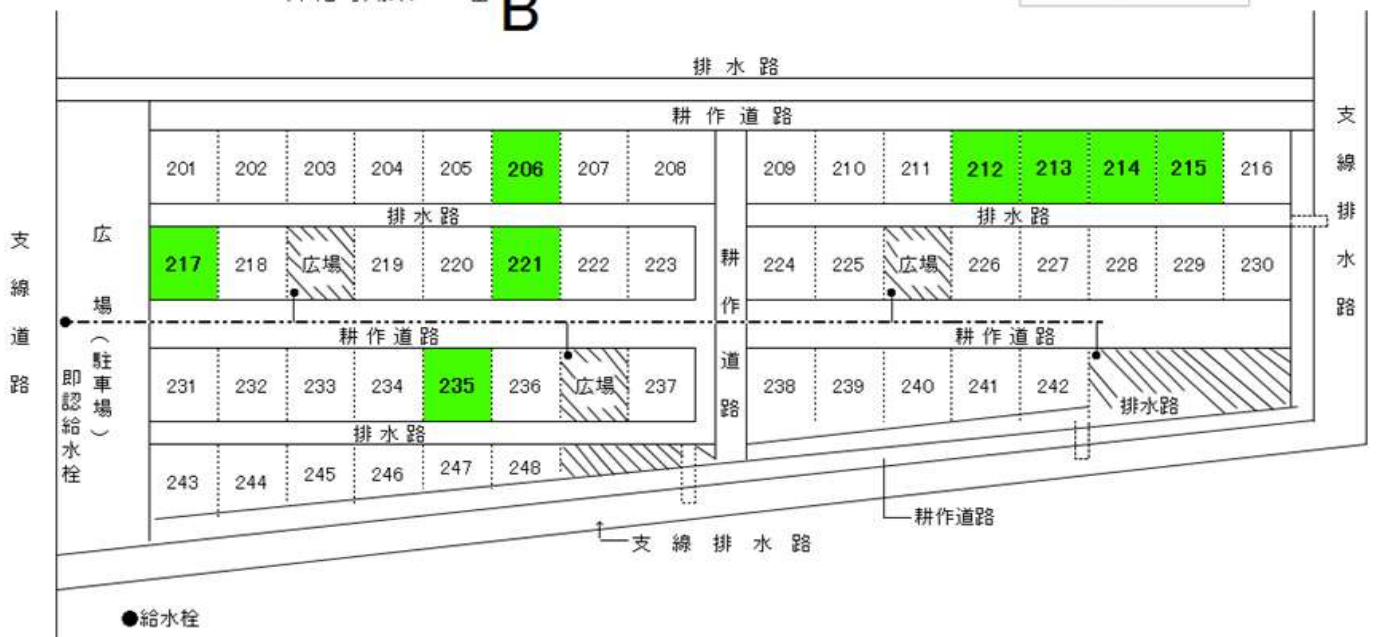 B
排水路
耕作道路
201 202 203 204 205 206 207 208 209 210 211 212 213 214 215 216
排水路 排水路
217 218 広場 219 220 221 222 223 224 225 広場 226 227 228 229 230
耕作道路 耕作道路
231 232 233 234 235 236 広場 237 238 239 240 241 242 排水路
排水路
243 244 245 246 247 248
支線道路
広場(駐車場)
即認給水栓
耕作道路
支線排水路
耕作道路
支線排水路
●給水栓